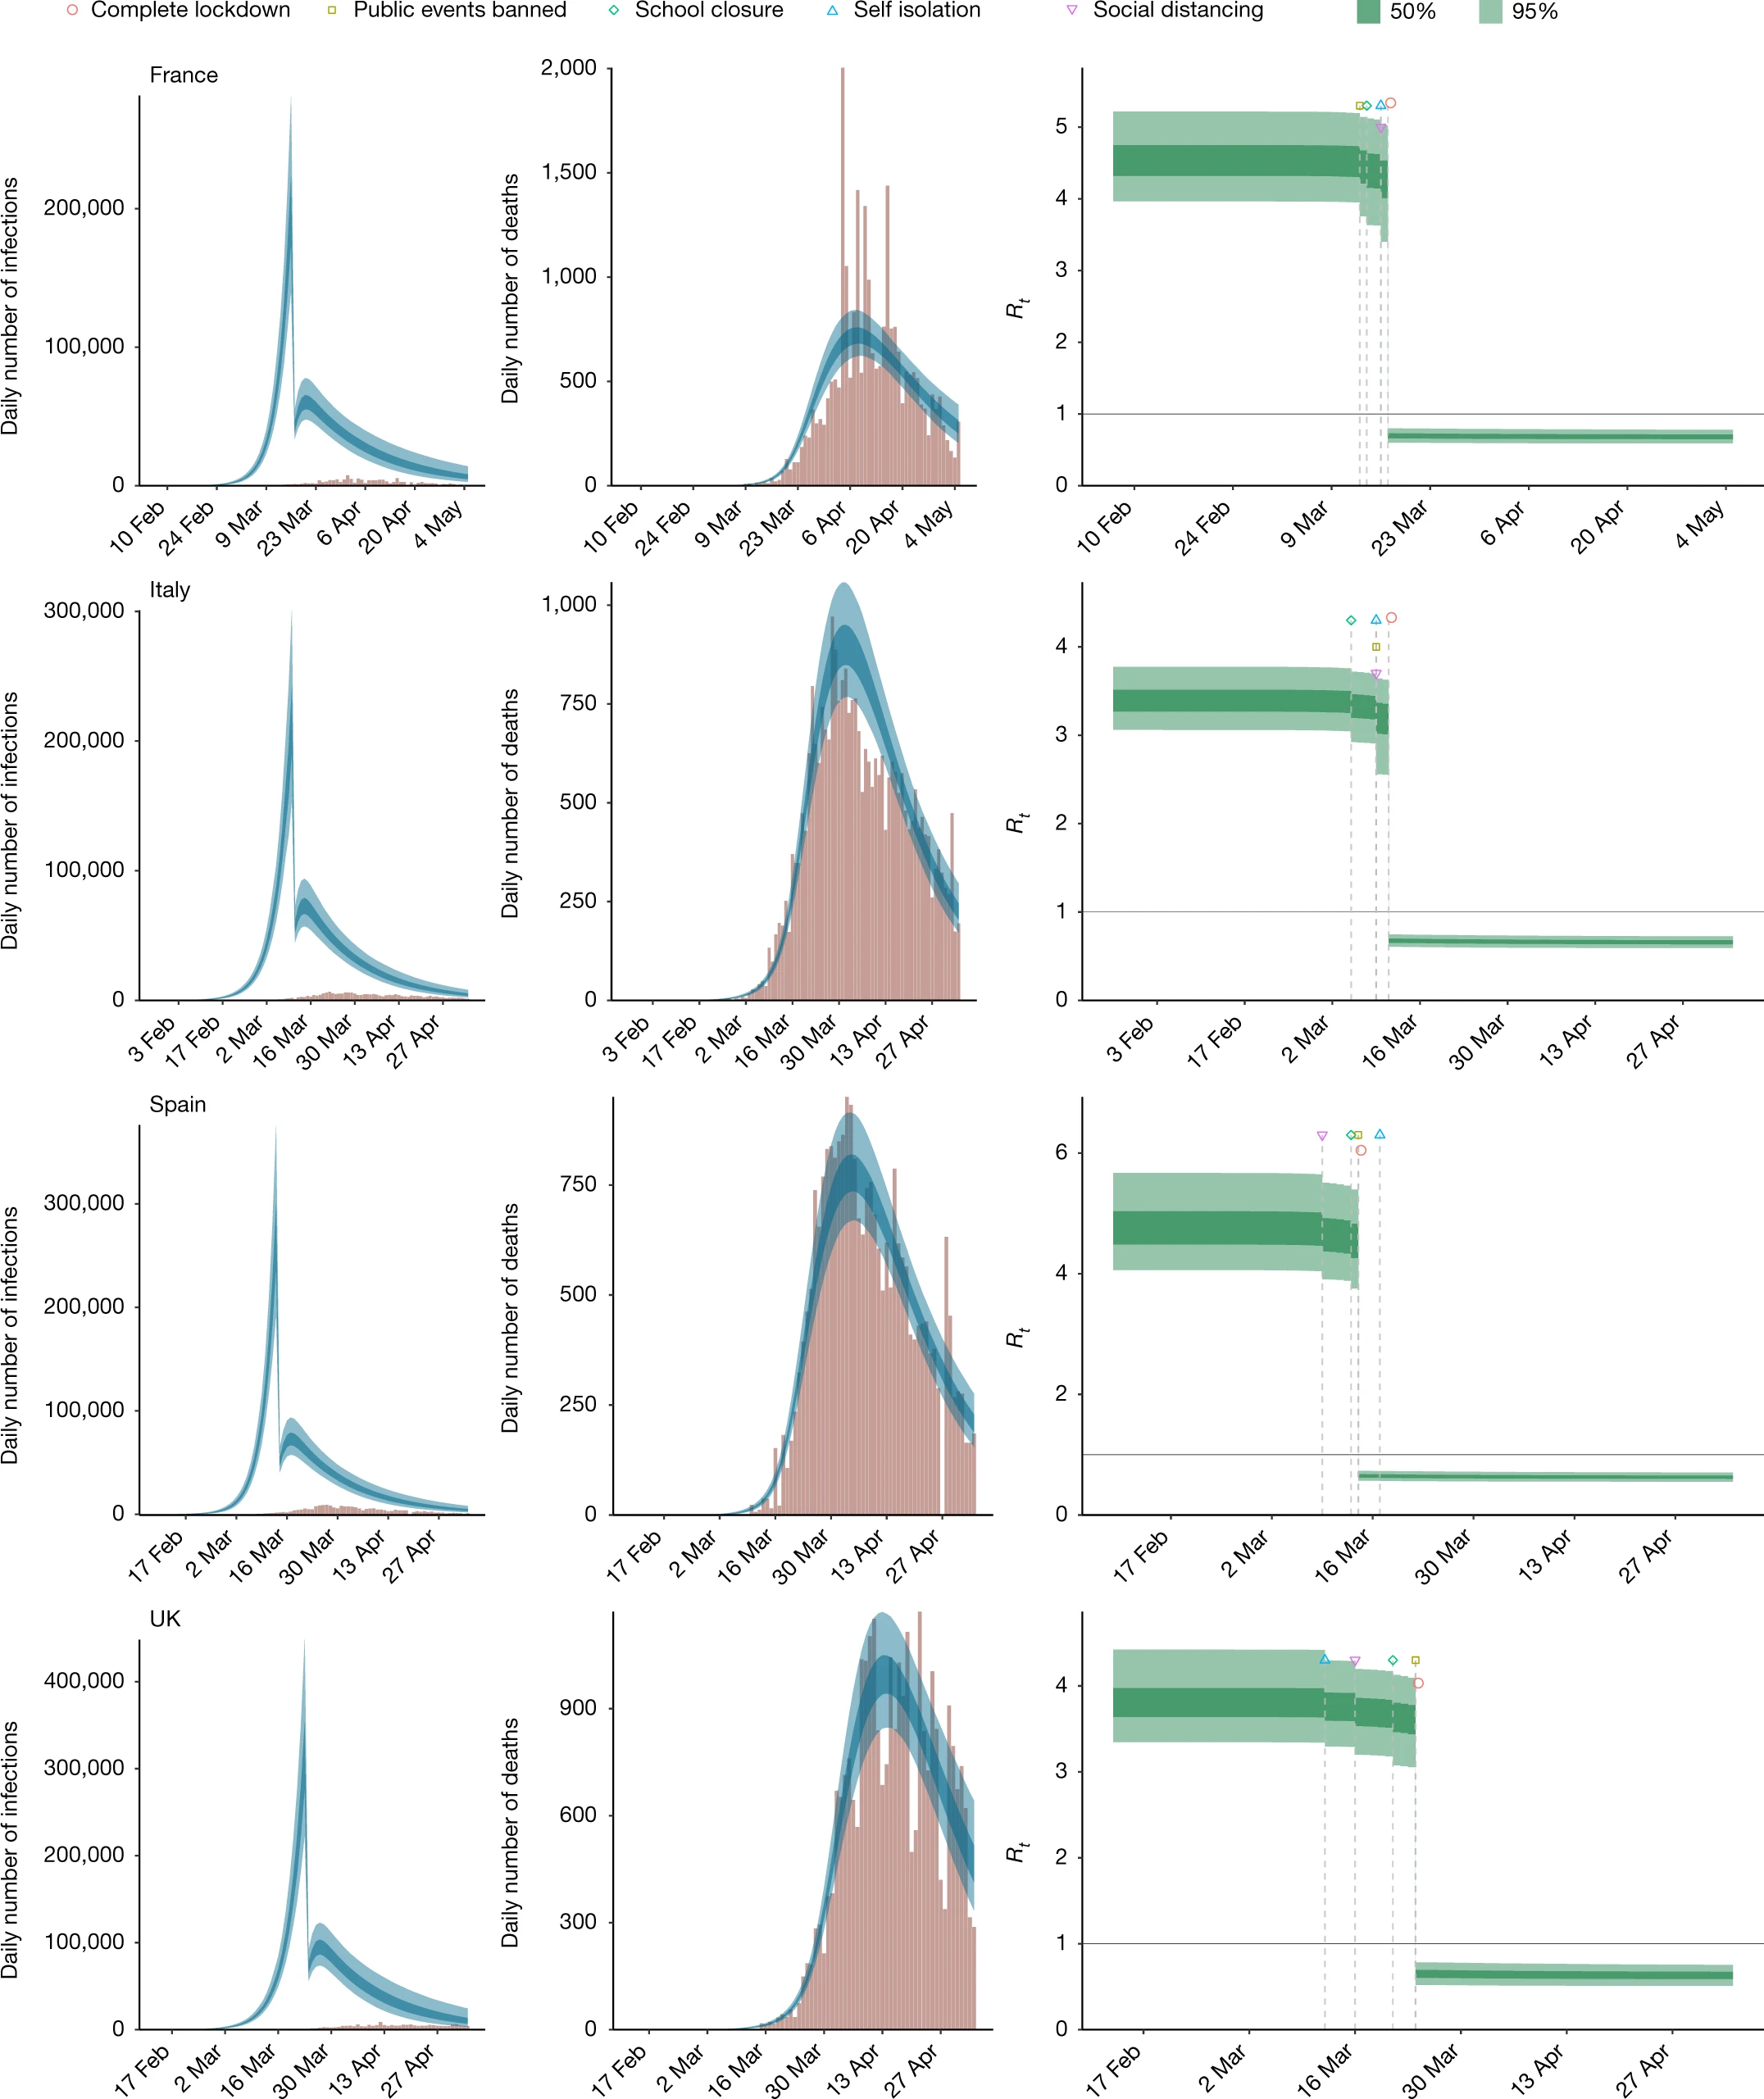 Complete lockdown Public events banned School closure Self isolation Social distancing 50% 95%
France
Daily number of infections
200,000
100,000
0
10 Feb 24 Feb 9 Mar 23 Mar 6 Apr 20 Apr 4 May
Daily number of deaths
2,000
1,500
1,000
500
0
10 Feb 24 Feb 9 Mar 23 Mar 6 Apr 20 Apr 4 May
Rt
5
4
3
2
1
0
10 Feb 24 Feb 9 Mar 23 Mar 6 Apr 20 Apr 4 May
Italy
Daily number of infections
300,000
200,000
100,000
0
3 Feb 17 Feb 2 Mar 16 Mar 30 Mar 13 Apr 27 Apr
Daily number of deaths
1,000
750
500
250
0
3 Feb 17 Feb 2 Mar 16 Mar 30 Mar 13 Apr 27 Apr
Rt
4
3
2
1
0
3 Feb 17 Feb 2 Mar 16 Mar 30 Mar 13 Apr 27 Apr
Spain
Daily number of infections
300,000
200,000
100,000
0
17 Feb 2 Mar 16 Mar 30 Mar 13 Apr 27 Apr
Daily number of deaths
750
500
250
0
17 Feb 2 Mar 16 Mar 30 Mar 13 Apr 27 Apr
Rt
6
4
2
0
17 Feb 2 Mar 16 Mar 30 Mar 13 Apr 27 Apr
UK
Daily number of infections
400,000
300,000
200,000
100,000
0
17 Feb 2 Mar 16 Mar 30 Mar 13 Apr 27 Apr
Daily number of deaths
900
600
300
0
17 Feb 2 Mar 16 Mar 30 Mar 13 Apr 27 Apr
Rt
4
3
2
1
0
17 Feb 2 Mar 16 Mar 30 Mar 13 Apr 27 Apr